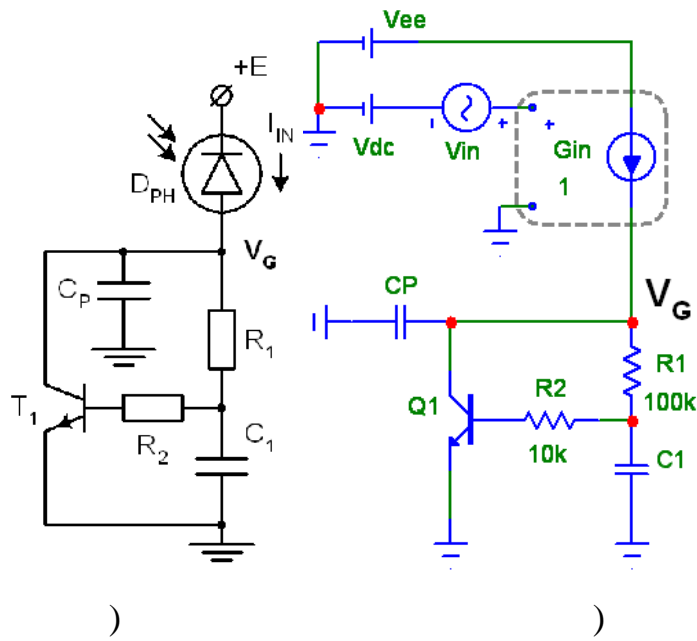 +E
I_IN
D_PH
V_G
C_P
R_1
T_1
R_2
C_1
)
Vee
Vdc
Vin
Gin
1
CP
V_G
R1
100k
R2
10k
Q1
C1
)